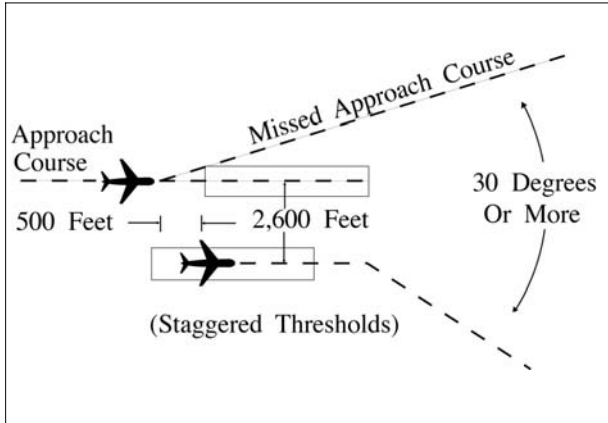 Missed Approach Course
Approach
Course
30 Degrees
Or More
500 Feet
2,600 Feet
(Staggered Thresholds)